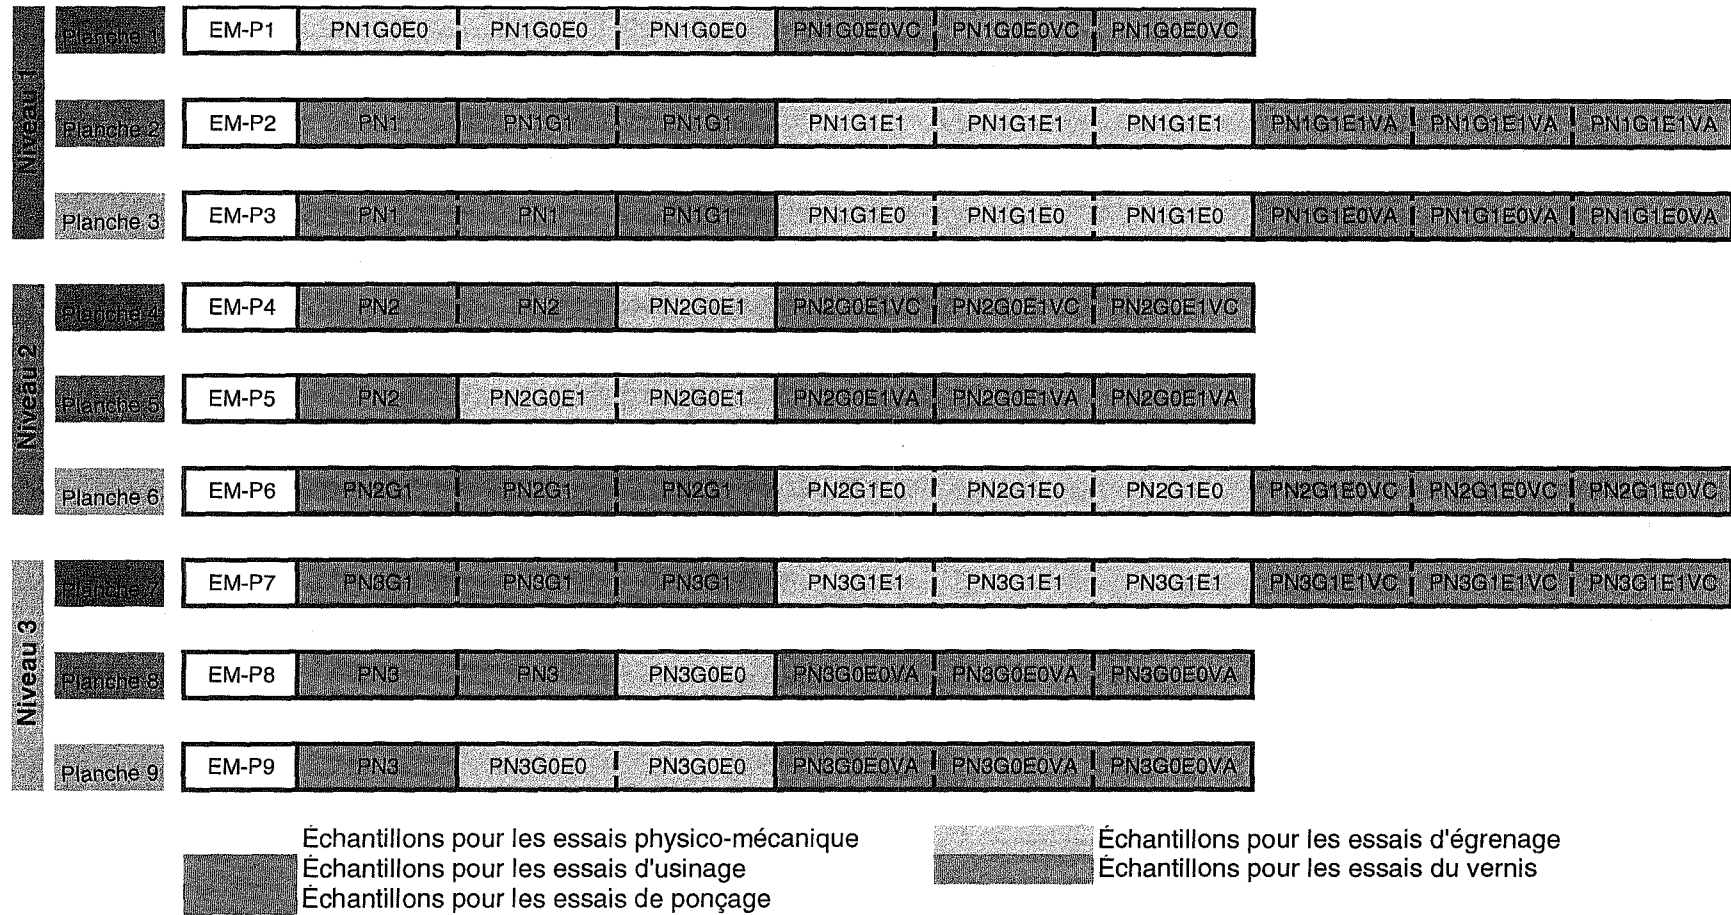 Niveau 1
Planche 1 EM-P1 PN1G0E0 PN1G0E0 PN1G0E0 PN1G0E0VC PN1G0E0VC PN1G0E0VC
Planche 2 EM-P2 PN1 PN1G1 PN1G1 PN1G1E1 PN1G1E1 PN1G1E1 PN1G1E1VA PN1G1E1VA PN1G1E1VA
Planche 3 EM-P3 PN1 PN1 PN1G1 PN1G1E0 PN1G1E0 PN1G1E0 PN1G1E0VA PN1G1E0VA PN1G1E0VA
Niveau 2
Planche 4 EM-P4 PN2 PN2 PN2G0E1 PN2G0E1VC PN2G0E1VC PN2G0E1VC
Planche 5 EM-P5 PN2 PN2G0E1 PN2G0E1 PN2G0E1VA PN2G0E1VA PN2G0E1VA
Planche 6 EM-P6 PN2G1 PN2G1 PN2G1 PN2G1E0 PN2G1E0 PN2G1E0 PN2G1E0VC PN2G1E0VC PN2G1E0VC
Niveau 3
Planche 7 EM-P7 PN3G1 PN3G1 PN3G1 PN3G1E1 PN3G1E1 PN3G1E1 PN3G1E1VC PN3G1E1VC PN3G1E1VC
Planche 8 EM-P8 PN3 PN3 PN3G0E0 PN3G0E0VA PN3G0E0VA PN3G0E0VA
Planche 9 EM-P9 PN3 PN3G0E0 PN3G0E0 PN3G0E0VA PN3G0E0VA PN3G0E0VA
Échantillons pour les essais physico-mécanique
Échantillons pour les essais d'usinage
Échantillons pour les essais de ponçage
Échantillons pour les essais d'égrenage
Échantillons pour les essais du vernis